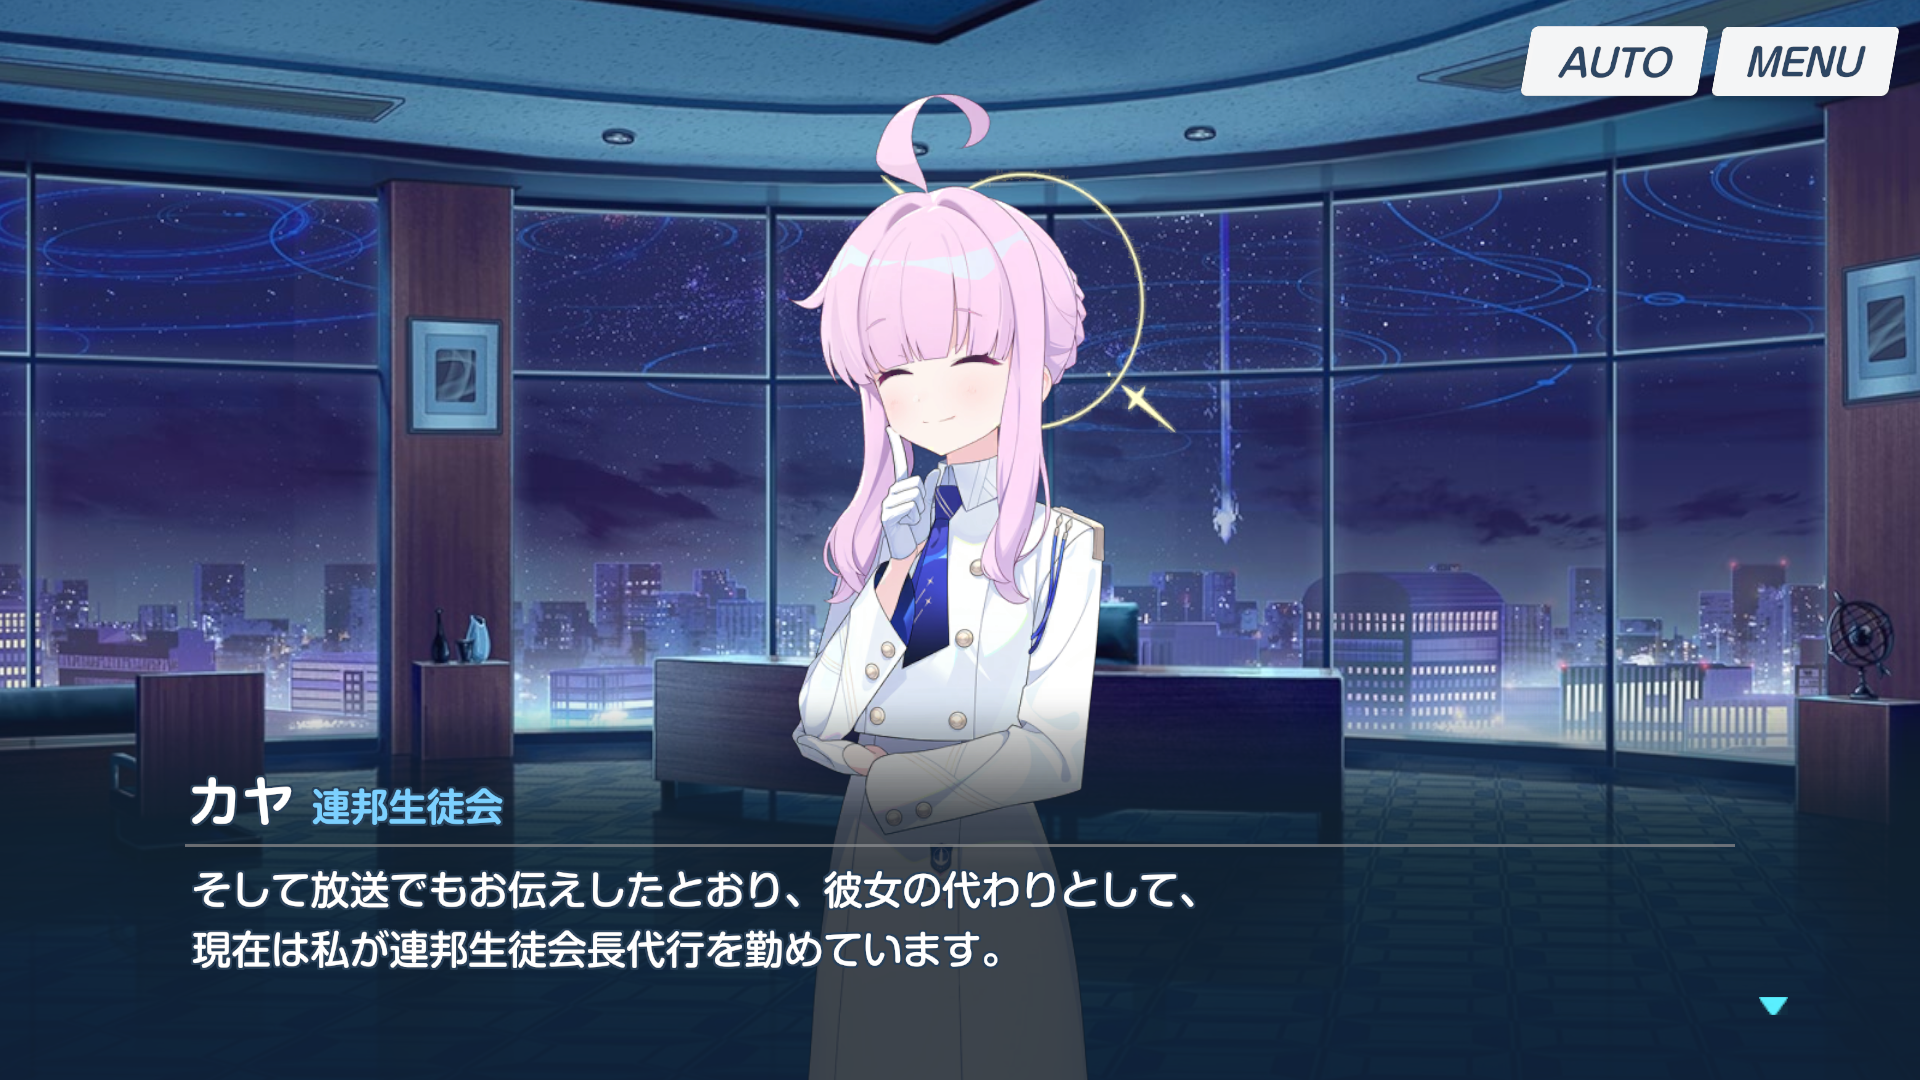 AUTO
MENU
カヤ 連邦生徒会
そして放送でもお伝えしたとおり、彼女の代わりとして、
現在は私が連邦生徒会長代行を勤めています。